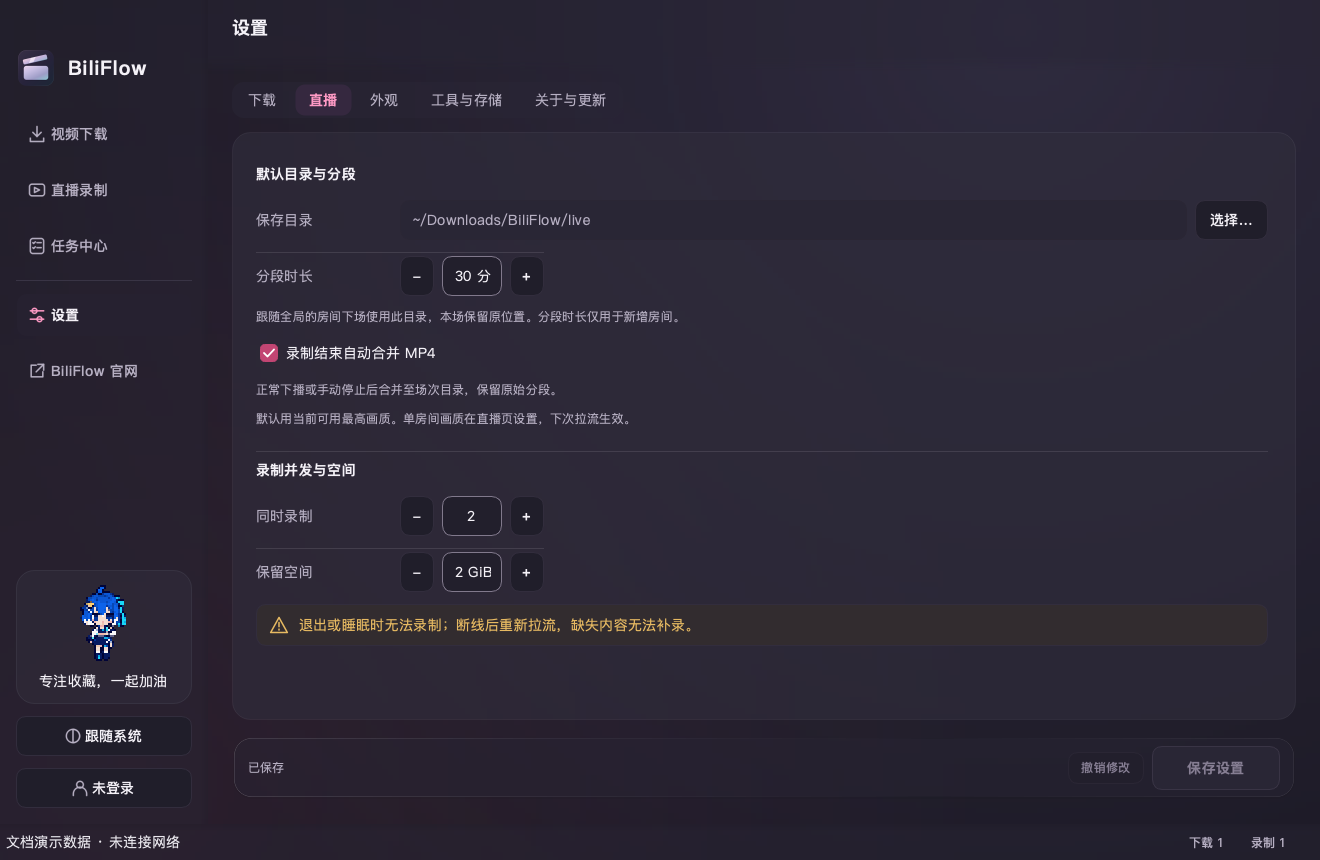 设置
BiliFlow
视频下载
直播录制
任务中心
设置
BiliFlow 官网
专注收藏，一起加油
跟随系统
未登录
下载 直播 外观 工具与存储 关于与更新
默认目录与分段
保存目录 ~/Downloads/BiliFlow/live 选择...
分段时长 − 30 分 +
跟随全局的房间下场使用此目录，本场保留原位置。分段时长仅用于新增房间。
录制结束自动合并 MP4
正常下播或手动停止后合并至场次目录，保留原始分段。
默认用当前可用最高画质。单房间画质在直播页设置，下次拉流生效。
录制并发与空间
同时录制 − 2 +
保留空间 − 2 GiB +
退出或睡眠时无法录制；断线后重新拉流，缺失内容无法补录。
已保存 撤销修改 保存设置
文档演示数据 · 未连接网络 下载 1 录制 1